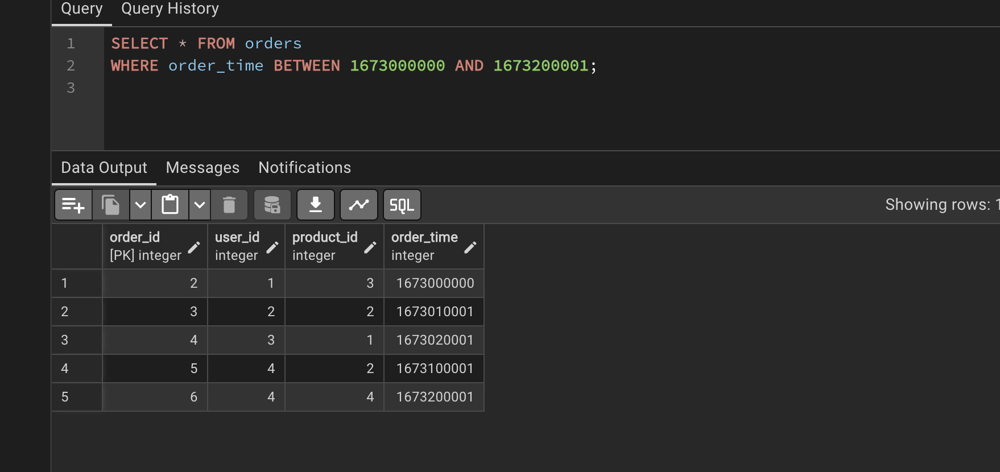 Query Query History
1 SELECT * FROM orders
2 WHERE order_time BETWEEN 1673000000 AND 1673200001;
3
Data Output Messages Notifications
SQL Showing rows: 1
order_id user_id product_id order_time
[PK] integer integer integer integer
1 2 1 3 1673000000
2 3 2 2 1673010001
3 4 3 1 1673020001
4 5 4 2 1673100001
5 6 4 4 1673200001